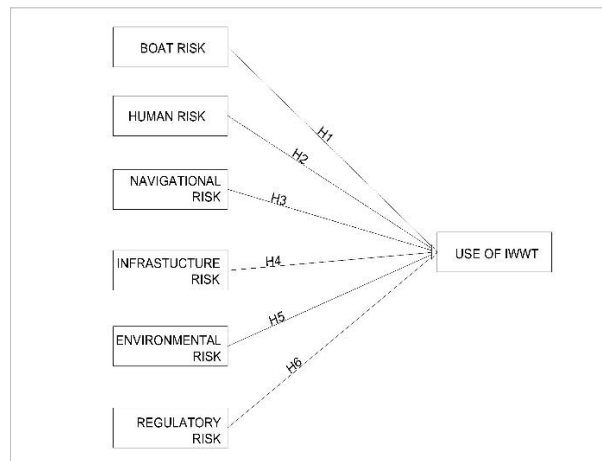 BOAT RISK
H1
HUMAN RISK
H2
NAVIGATIONAL
RISK
H3
USE OF IWWT
INFRASTUCTURE
RISK
H4
ENVIRONMENTAL
RISK
H5
REGULATORY
RISK
H6